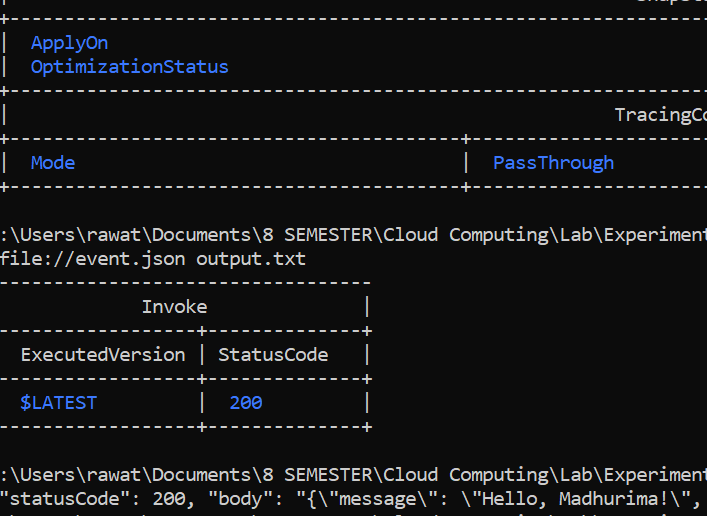 ApplyOn
OptimizationStatus
TracingCo
Mode | PassThrough
:\Users\rawat\Documents\8 SEMESTER\Cloud Computing\Lab\Experiment
file://event.json output.txt
Invoke
ExecutedVersion | StatusCode |
$LATEST | 200 |
:\Users\rawat\Documents\8 SEMESTER\Cloud Computing\Lab\Experiment
"statusCode": 200, "body": "{\"message\": \"Hello, Madhurima!\",